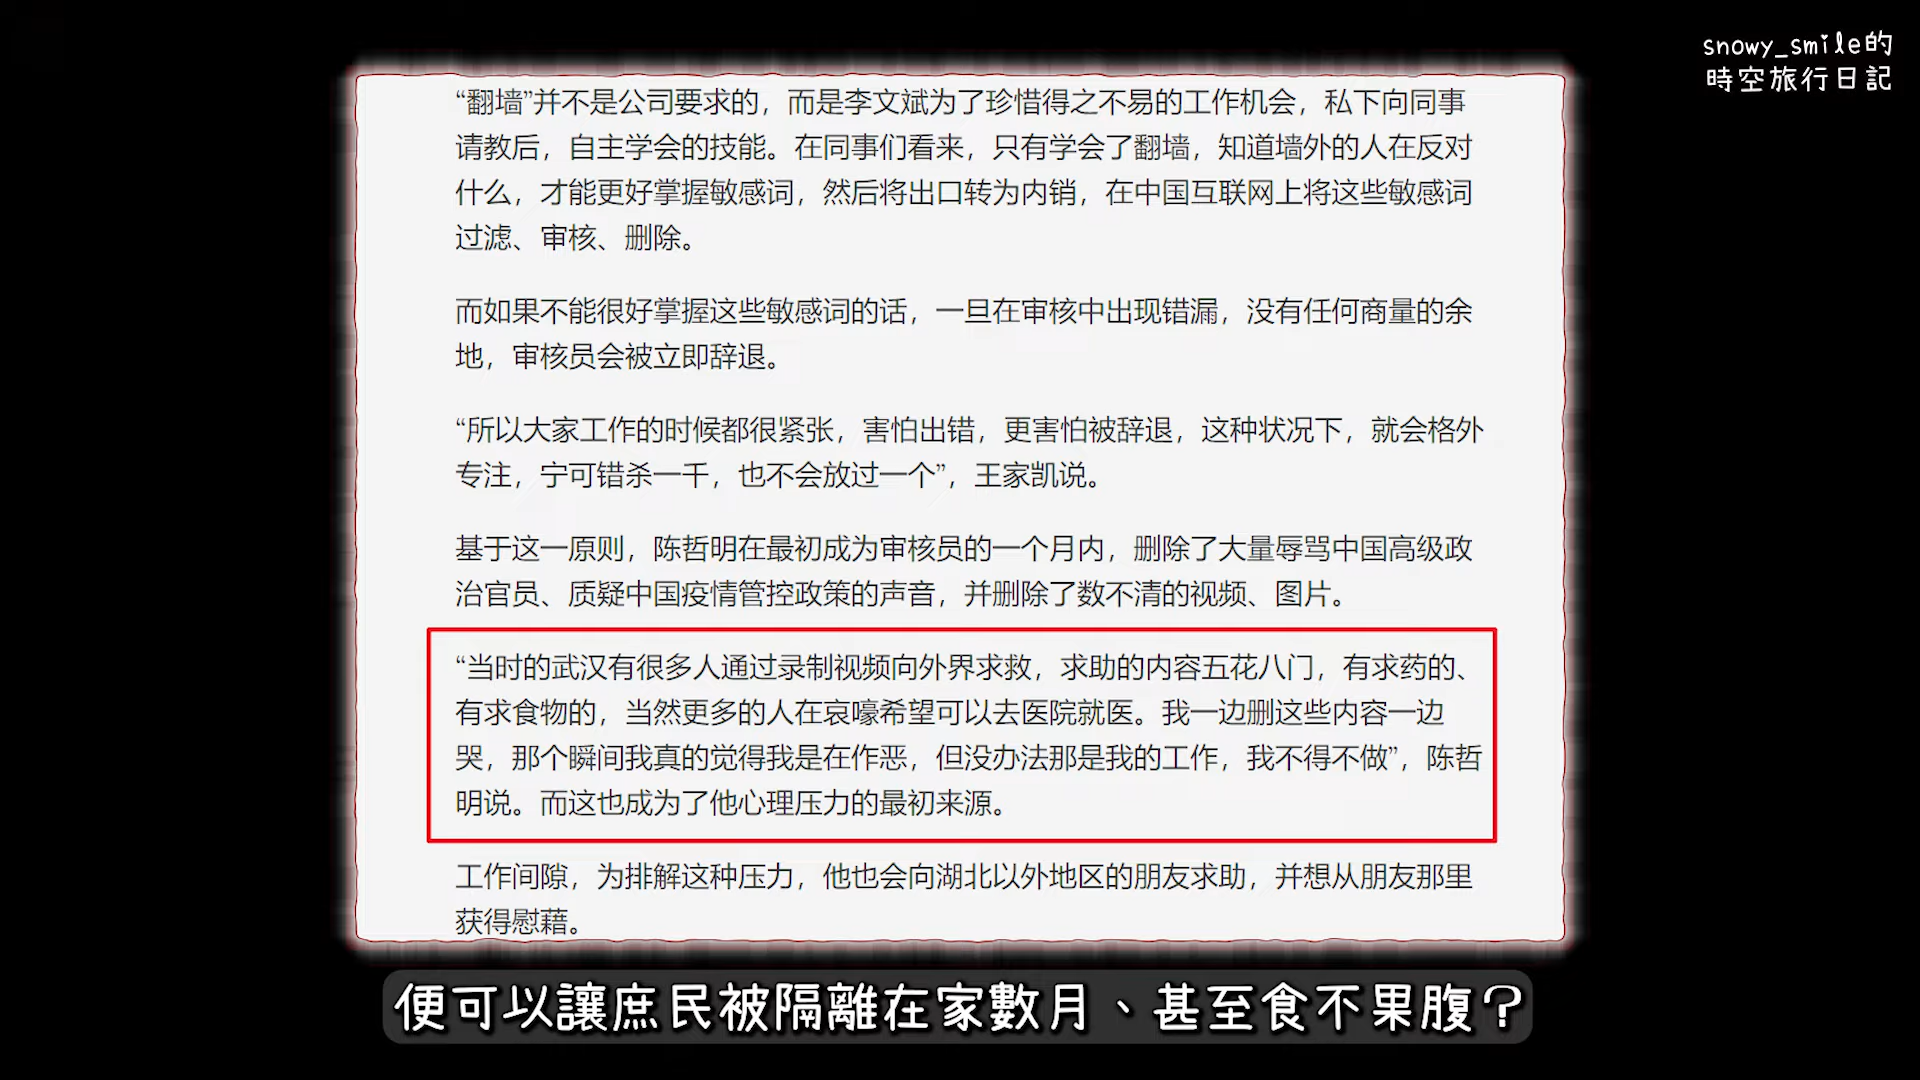 snowy_smile的
時空旅行日記
“翻墙”并不是公司要求的，而是李文斌为了珍惜得之不易的工作机会，私下向同事
请教后，自主学会的技能。在同事们看来，只有学会了翻墙，知道墙外的人在反对
什么，才能更好掌握敏感词，然后将出口转为内销，在中国互联网上将这些敏感词
过滤、审核、删除。
而如果不能很好掌握这些敏感词的话，一旦在审核中出现错漏，没有任何商量的余
地，审核员会被立即辞退。
“所以大家工作的时候都很紧张，害怕出错，更害怕被辞退，这种状况下，就会格外
专注，宁可错杀一千，也不会放过一个”，王家凯说。
基于这一原则，陈哲明在最初成为审核员的一个月内，删除了大量辱骂中国高级政
治官员、质疑中国疫情管控政策的声音，并删除了数不清的视频、图片。
“当时的武汉有很多人通过录制视频向外界求救，求助的内容五花八门，有求药的、
有求食物的，当然更多的人在哀嚎希望可以去医院就医。我一边删这些内容一边
哭，那个瞬间我真的觉得我是在作恶，但没办法那是我的工作，我不得不做”，陈哲
明说。而这也成为了他心理压力的最初来源。
工作间隙，为排解这种压力，他也会向湖北以外地区的朋友求助，并想从朋友那里
获得慰藉。
便可以讓庶民被隔離在家數月、甚至食不果腹？